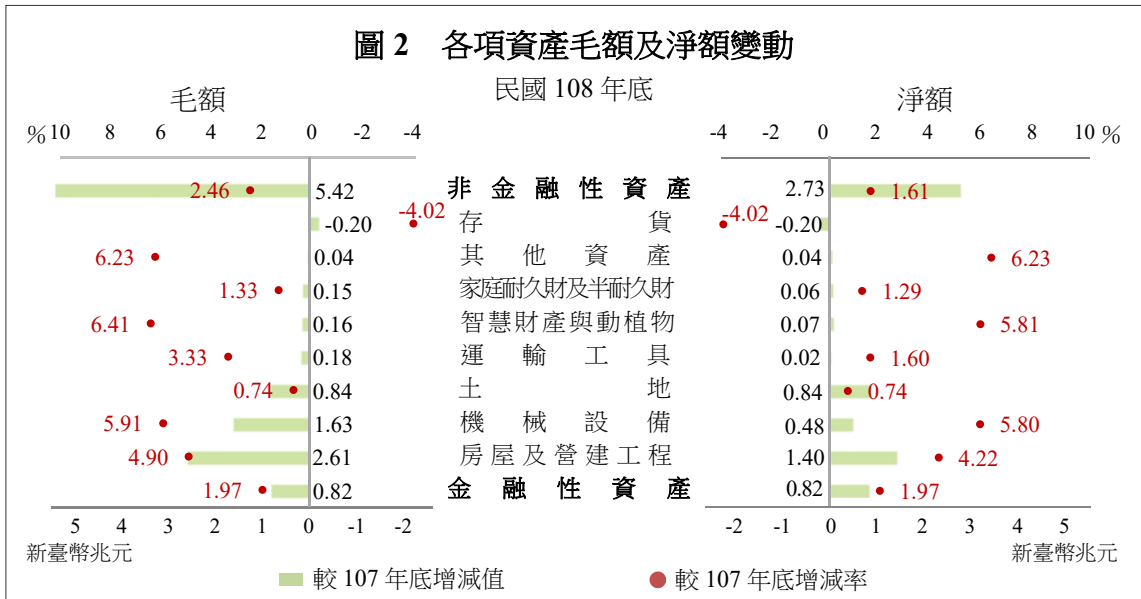 圖 2 各項資產毛額及淨額變動
民國 108 年底
毛額 淨額
% 10 8 6 4 2 0 -2 -4 -4 -2 0 2 4 6 8 10 %
2.46 5.42 非金融性資產 2.73 1.61
-0.20 -4.02 存貨 -4.02 -0.20
6.23 0.04 其他資產 0.04 6.23
1.33 0.15 家庭耐久財及半耐久財 0.06 1.29
6.41 0.16 智慧財產與動植物 0.07 5.81
3.33 0.18 運輸工具 0.02 1.60
0.74 0.84 土地 0.84 0.74
5.91 1.63 機械設備 0.48 5.80
4.90 2.61 房屋及營建工程 1.40 4.22
1.97 0.82 金融性資產 0.82 1.97
5 4 3 2 1 0 -1 -2 -2 -1 0 1 2 3 4 5
新臺幣兆元 新臺幣兆元
較 107 年底增減值 較 107 年底增減率